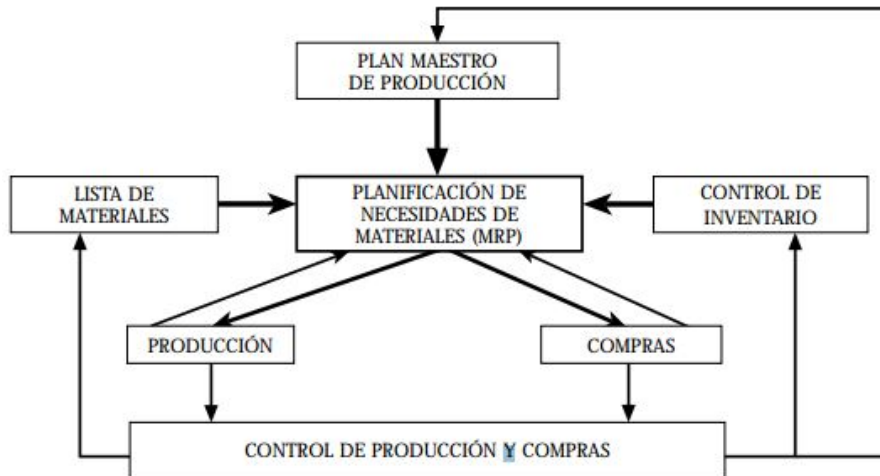 PLAN MAESTRO
DE PRODUCCIÓN
LISTA DE
MATERIALES
PLANIFICACIÓN DE
NECESIDADES DE
MATERIALES (MRP)
CONTROL DE
INVENTARIO
PRODUCCIÓN
COMPRAS
CONTROL DE PRODUCCIÓN Y COMPRAS